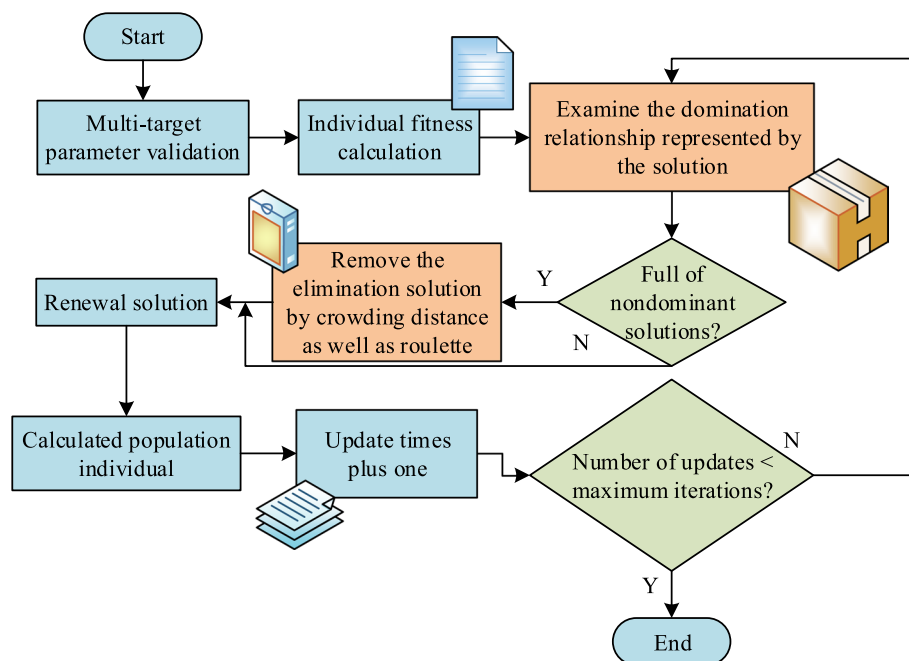 Start
Multi-target
parameter validation
Individual fitness
calculation
Examine the domination
relationship represented by
the solution
Full of
nondominant
solutions?
Y
N
Remove the
elimination solution
by crowding distance
as well as roulette
Renewal solution
Calculated population
individual
Update times
plus one
Number of updates <
maximum iterations?
N
Y
End